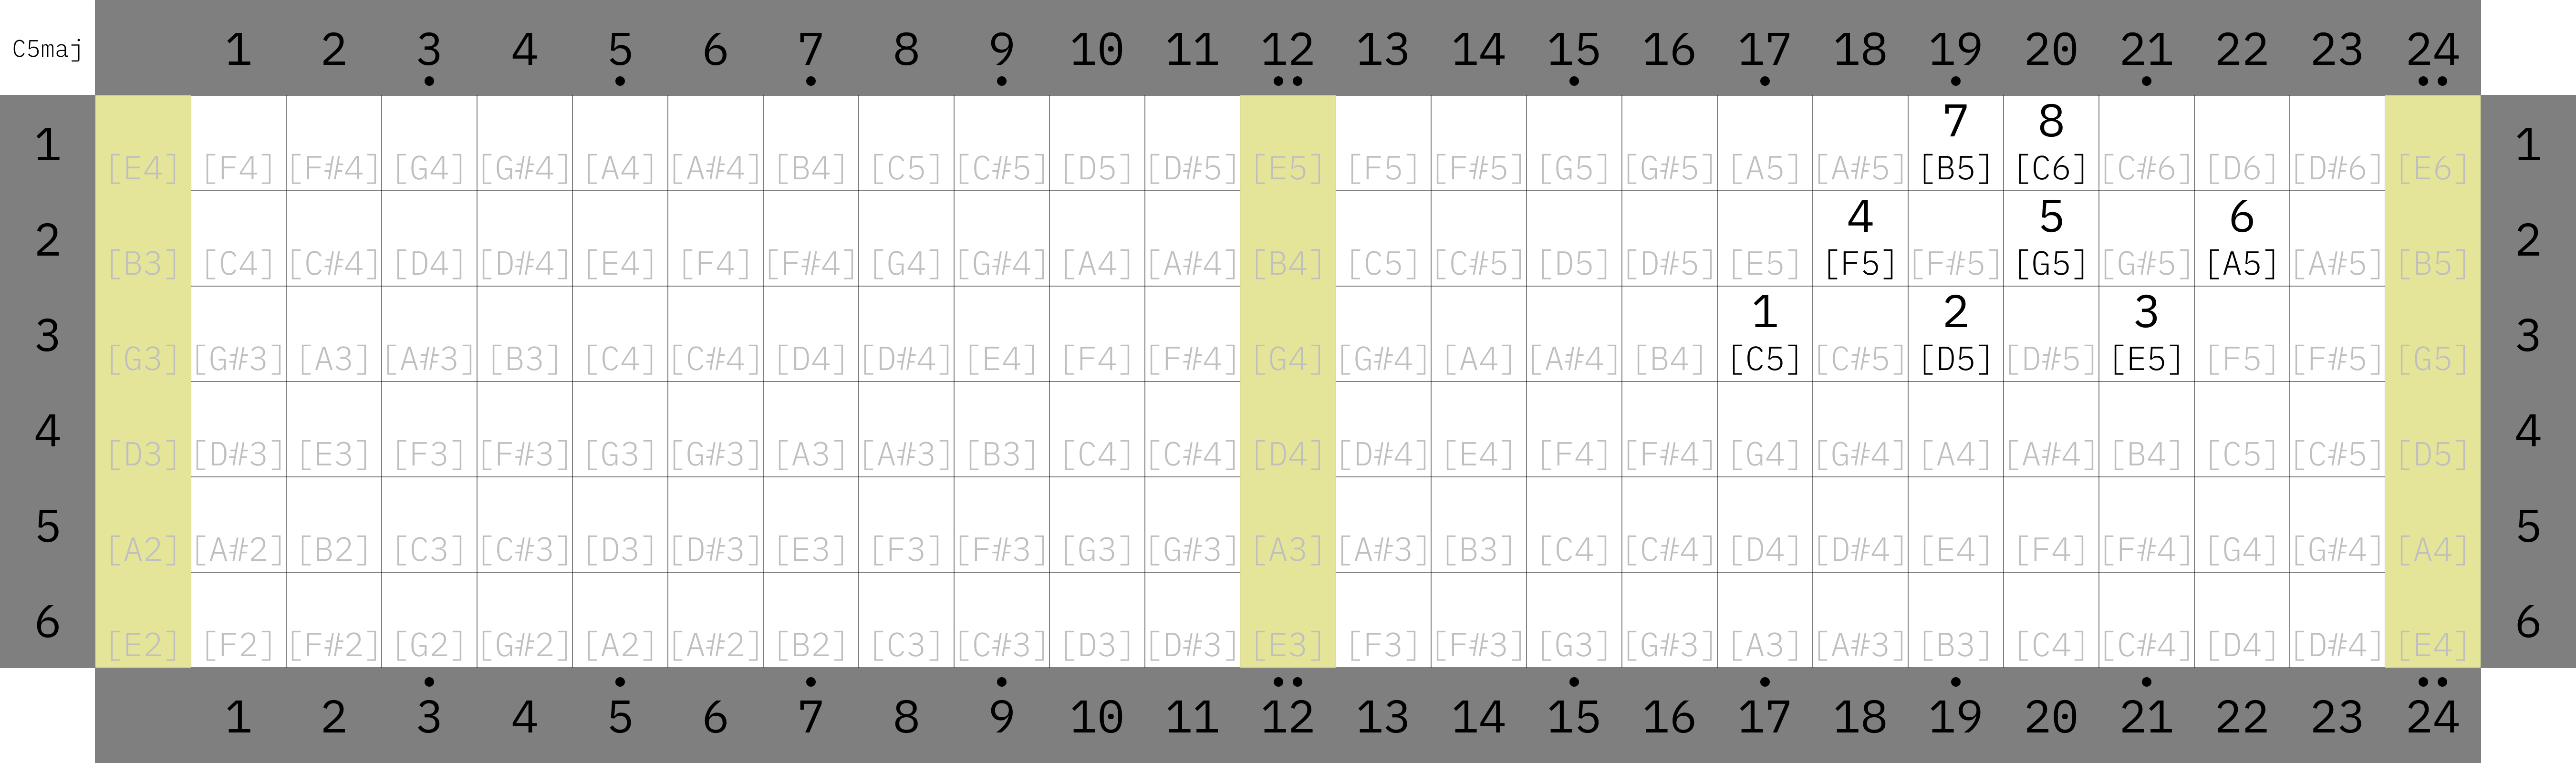 C5maj 1 2 3 4 5 6 7 8 9 10 11 12 13 14 15 16 17 18 19 20 21 22 23 24
7 8
1 [E4] [F4] [F#4] [G4] [G#4] [A4] [A#4] [B4] [C5] [C#5] [D5] [D#5] [E5] [F5] [F#5] [G5] [G#5] [A5] [A#5] [B5] [C6] [C#6] [D6] [D#6] [E6] 1
4 5 6
2 [B3] [C4] [C#4] [D4] [D#4] [E4] [F4] [F#4] [G4] [G#4] [A4] [A#4] [B4] [C5] [C#5] [D5] [D#5] [E5] [F5] [F#5] [G5] [G#5] [A5] [A#5] [B5] 2
1 2 3
3 [G3] [G#3] [A3] [A#3] [B3] [C4] [C#4] [D4] [D#4] [E4] [F4] [F#4] [G4] [G#4] [A4] [A#4] [B4] [C5] [C#5] [D5] [D#5] [E5] [F5] [F#5] [G5] 3
4 [D3] [D#3] [E3] [F3] [F#3] [G3] [G#3] [A3] [A#3] [B3] [C4] [C#4] [D4] [D#4] [E4] [F4] [F#4] [G4] [G#4] [A4] [A#4] [B4] [C5] [C#5] [D5] 4
5 [A2] [A#2] [B2] [C3] [C#3] [D3] [D#3] [E3] [F3] [F#3] [G3] [G#3] [A3] [A#3] [B3] [C4] [C#4] [D4] [D#4] [E4] [F4] [F#4] [G4] [G#4] [A4] 5
6 [E2] [F2] [F#2] [G2] [G#2] [A2] [A#2] [B2] [C3] [C#3] [D3] [D#3] [E3] [F3] [F#3] [G3] [G#3] [A3] [A#3] [B3] [C4] [C#4] [D4] [D#4] [E4] 6
1 2 3 4 5 6 7 8 9 10 11 12 13 14 15 16 17 18 19 20 21 22 23 24